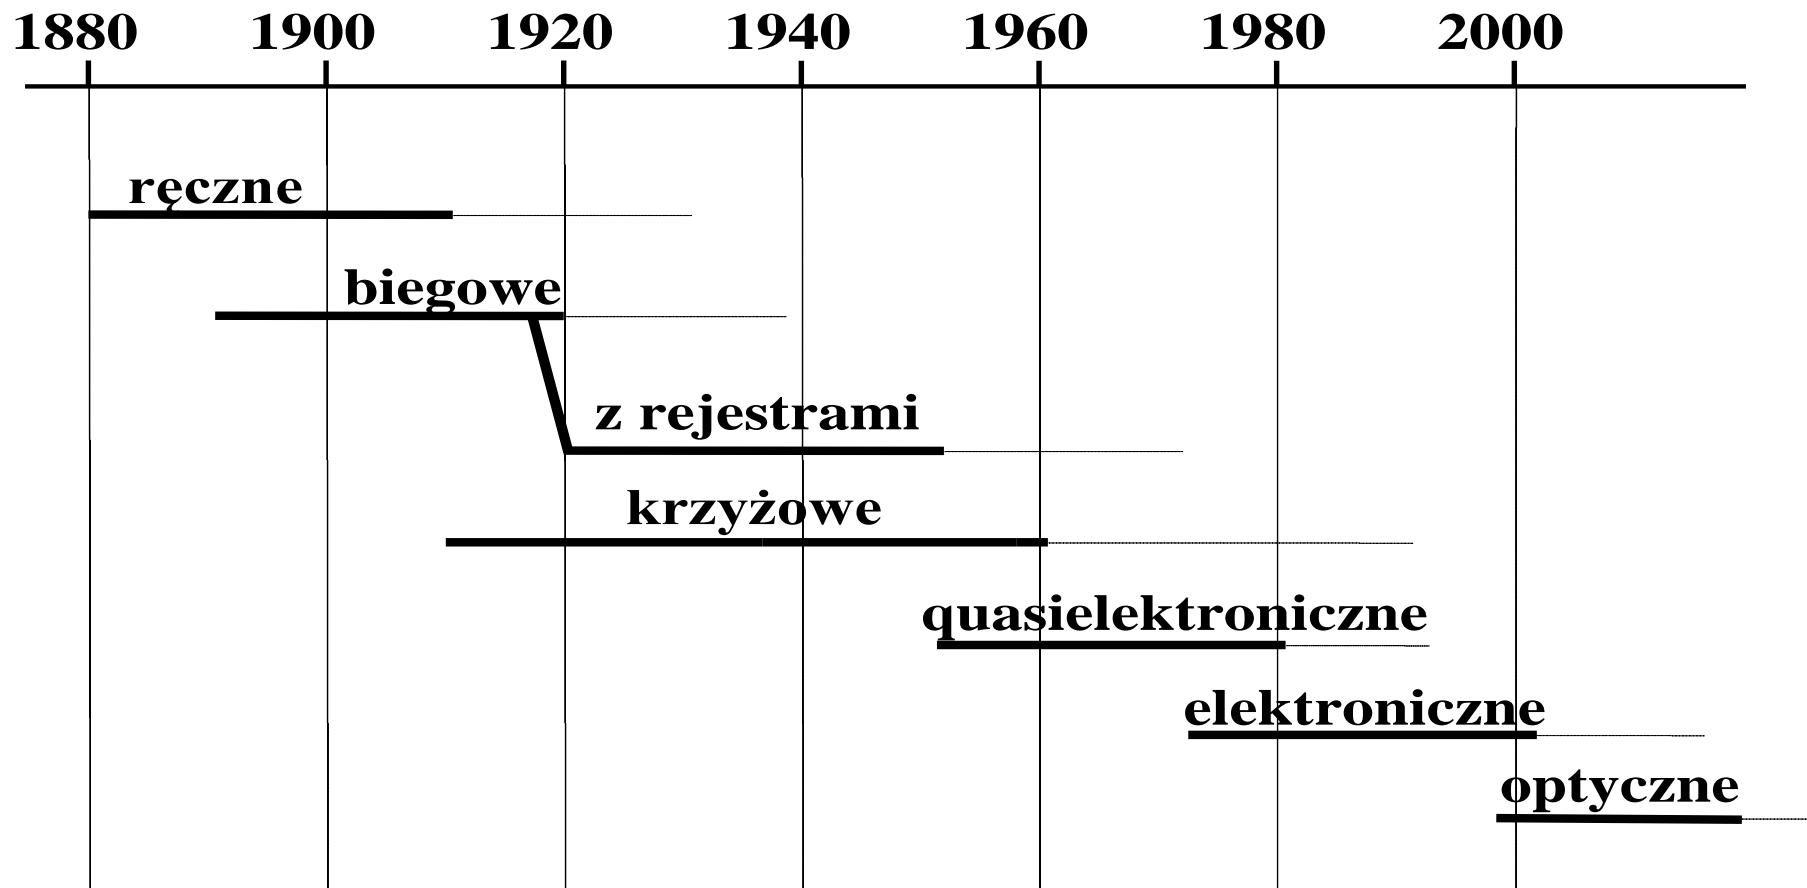 1880 1900 1920 1940 1960 1980 2000
ręczne
biegowe
z rejestrami
krzyżowe
quasielektroniczne
elektroniczne
optyczne